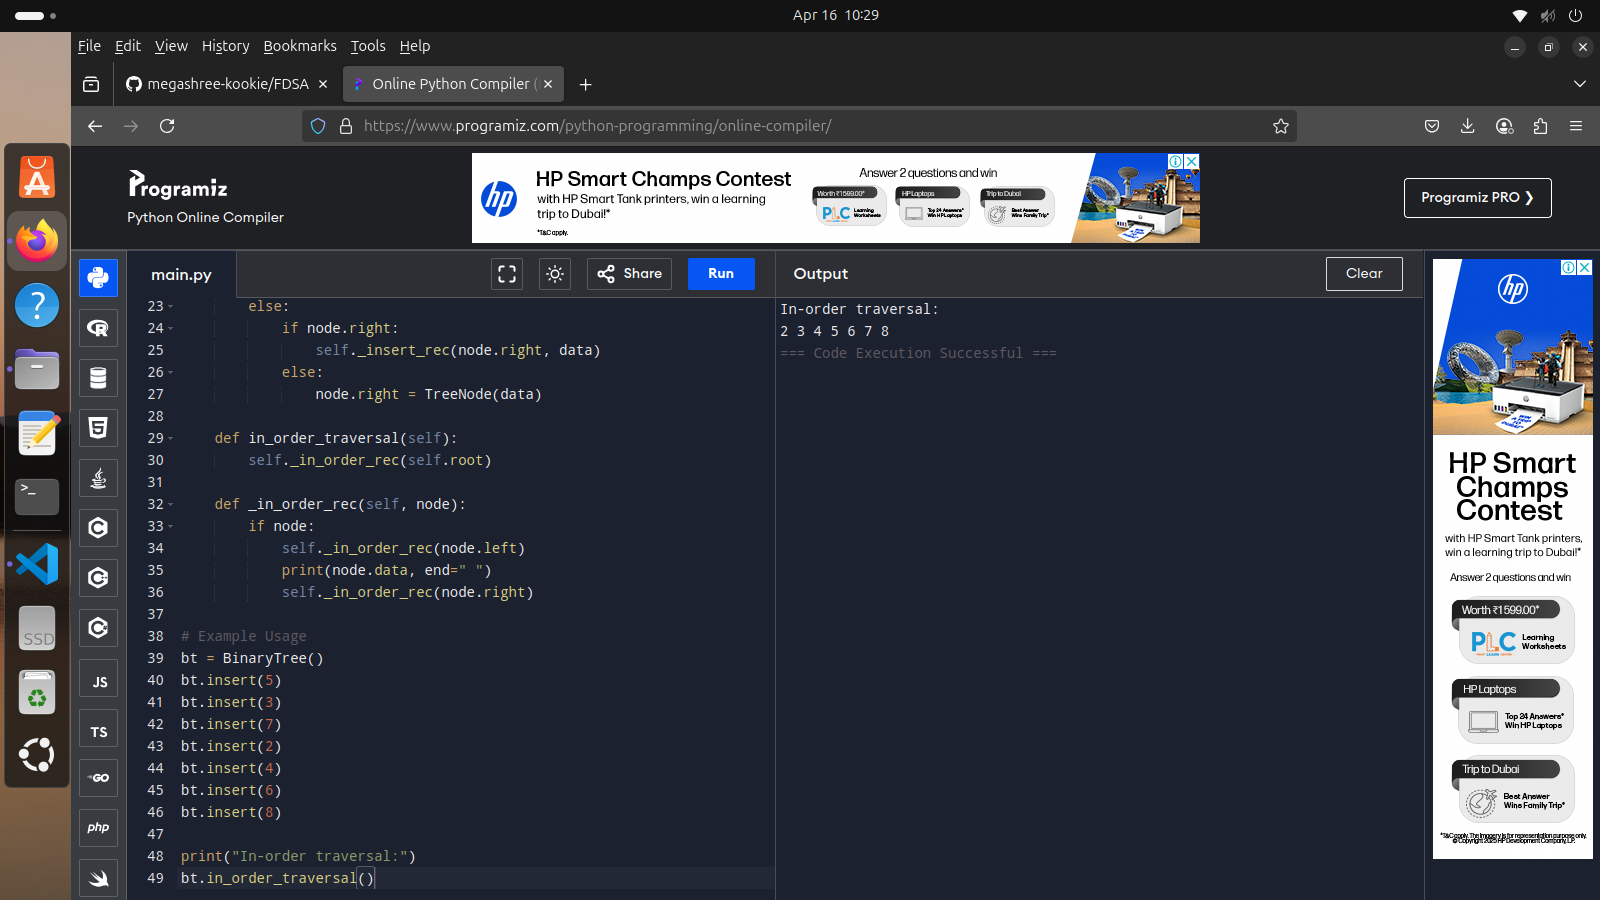 Apr 16 10:29
File Edit View History Bookmarks Tools Help
megashree-kookie/FDSA
Online Python Compiler (
https://www.programiz.com/python-programming/online-compiler/
Programiz
Python Online Compiler
hp
HP Smart Champs Contest
with HP Smart Tank printers, win a learning
trip to Dubai!*
*T&C apply.
Answer 2 questions and win
Worth ₹1599.00*
PLC Learning Worksheets
HP Laptops
Top 24 Answers*
Win HP Laptops
Trip to Dubai
Best Answer
Wins Family Trip*
Programiz PRO ❯
main.py
Share
Run
Output
Clear
23 else:
24 if node.right:
25 self._insert_rec(node.right, data)
26 else:
27 node.right = TreeNode(data)
28
29 def in_order_traversal(self):
30 self._in_order_rec(self.root)
31
32 def _in_order_rec(self, node):
33 if node:
34 self._in_order_rec(node.left)
35 print(node.data, end=" ")
36 self._in_order_rec(node.right)
37
38 # Example Usage
39 bt = BinaryTree()
40 bt.insert(5)
41 bt.insert(3)
42 bt.insert(7)
43 bt.insert(2)
44 bt.insert(4)
45 bt.insert(6)
46 bt.insert(8)
47
48 print("In-order traversal:")
49 bt.in_order_traversal()
In-order traversal:
2 3 4 5 6 7 8
=== Code Execution Successful ===
SSD
JS
TS
GO
php
hp
HP Smart
Champs
Contest
with HP Smart Tank printers,
win a learning trip to Dubai!*
Answer 2 questions and win
Worth ₹1599.00*
PLC Learning
Worksheets
HP Laptops
Top 24 Answers*
Win HP Laptops
Trip to Dubai
Best Answer
Wins Family Trip*
*T&C apply. The imagery is for representation purpose only.
© Copyright 2025 HP Development Company, L.P.